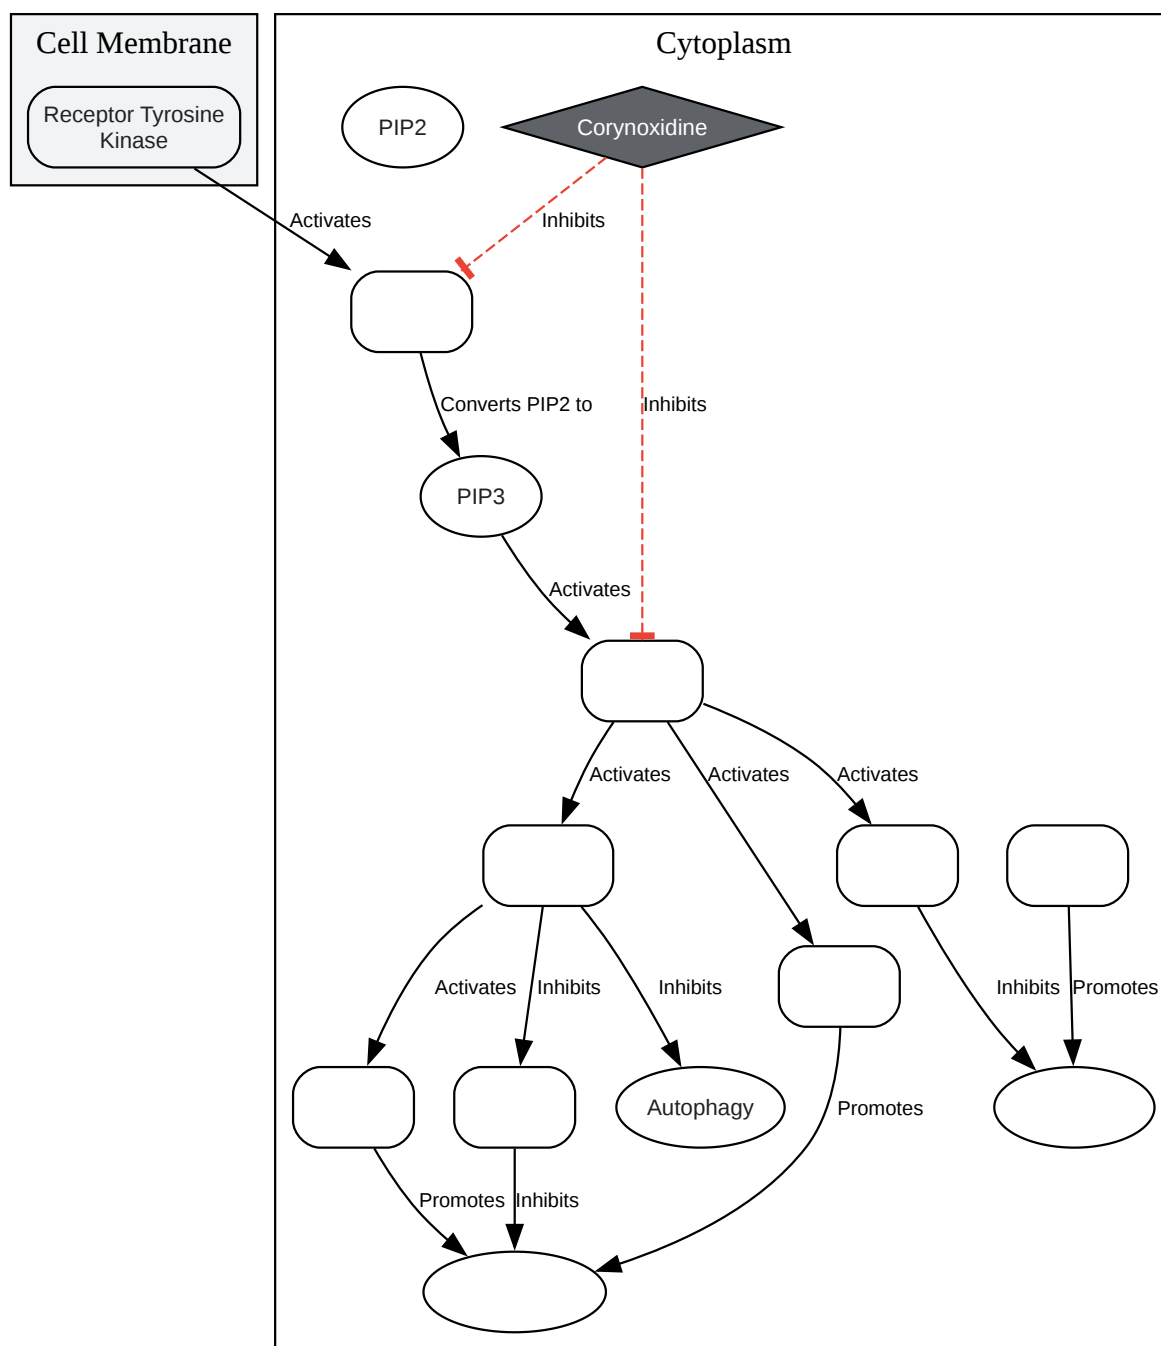 Cell Membrane
Cytoplasm
Receptor Tyrosine
Kinase
PIP2
Corynoxidine
Activates
Inhibits
Converts PIP2 to
Inhibits
PIP3
Activates
Activates
Activates
Activates
Activates
Inhibits
Inhibits
Inhibits
Promotes
Autophagy
Promotes
Promotes
Inhibits